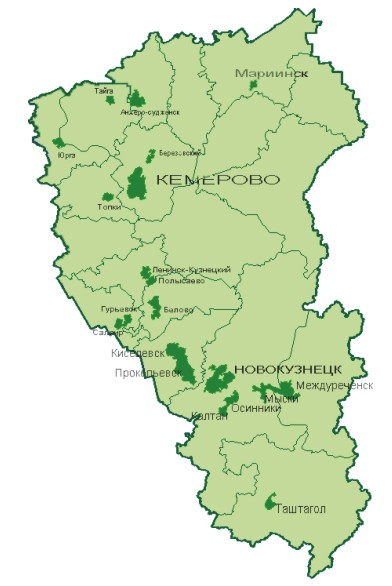 Мариинск
Тайга
Анжеро-судженск
Юрга
Березовский
КЕМЕРОВО
Топки
Ленинск-Кузнецкий
Полысаево
Гурьевск
Белово
Салаир
Киселевск
Прокопьевск
НОВОКУЗНЕЦК
Междуреченск
Мыски
Осинники
Калтан
Таштагол